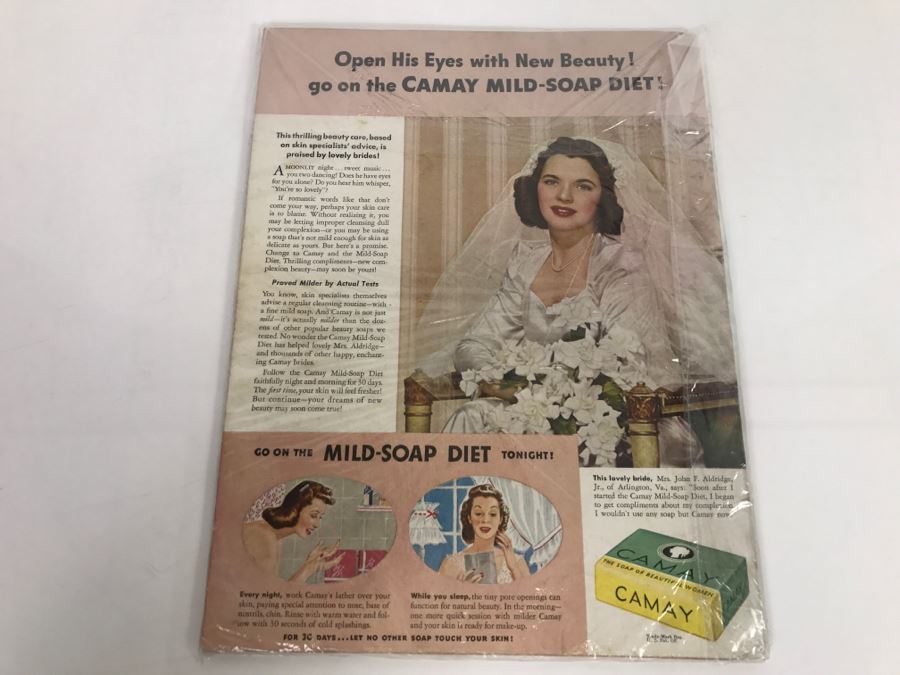 Open His Eyes with New Beauty!
go on the CAMAY MILD-SOAP DIET!
This thrilling beauty care, based
on skin specialists' advice, is
praised by lovely brides!
A MOONLIT night... sweet music...
you two dancing! Does he have eyes
for you alone? Do you hear him whisper,
"You're so lovely"?
If romantic words like that don't
come your way, perhaps your skin care
is to blame. Without realizing it, you
may be letting improper cleansing dull
your complexion—or you may be using
a soap that's not mild enough for skin as
delicate as yours. But here's a promise.
Change to Camay and the Mild-Soap
Diet. Thrilling compliments—new com-
plexion beauty—may soon be yours!
Proved Milder by Actual Tests
You know, skin specialists themselves
advise a regular cleansing routine—with
a fine mild soap. And Camay is not just
mild—it's actually milder than the doz-
ens of other popular beauty soaps we
tested. No wonder the Camay Mild-Soap
Diet has helped lovely Mrs. Aldridge—
and thousands of other happy, enchant-
ing Camay brides.
Follow the Camay Mild-Soap Diet
faithfully night and morning for 30 days.
The first time, your skin will feel fresher!
But continue—your dreams of new
beauty may soon come true!
GO ON THE MILD-SOAP DIET TONIGHT!
Every night, work Camay's lather over your
skin, paying special attention to nose, base of
nostrils, chin. Rinse with warm water and fol-
low with 30 seconds of cold splashings.
While you sleep, the tiny pore openings can
function for natural beauty. In the morning—
one more quick session with milder Camay
and your skin is ready for make-up.
FOR 30 DAYS...LET NO OTHER SOAP TOUCH YOUR SKIN!
This lovely bride, Mrs. John F. Aldridge,
Jr., of Arlington, Va., says: "Soon after I
started the Camay Mild-Soap Diet, I began
to get compliments about my complexion.
I wouldn't use any soap but Camay now."
CAMAY
THE SOAP OF BEAUTIFUL WOMEN
CAMAY
Trade-Mark Reg.